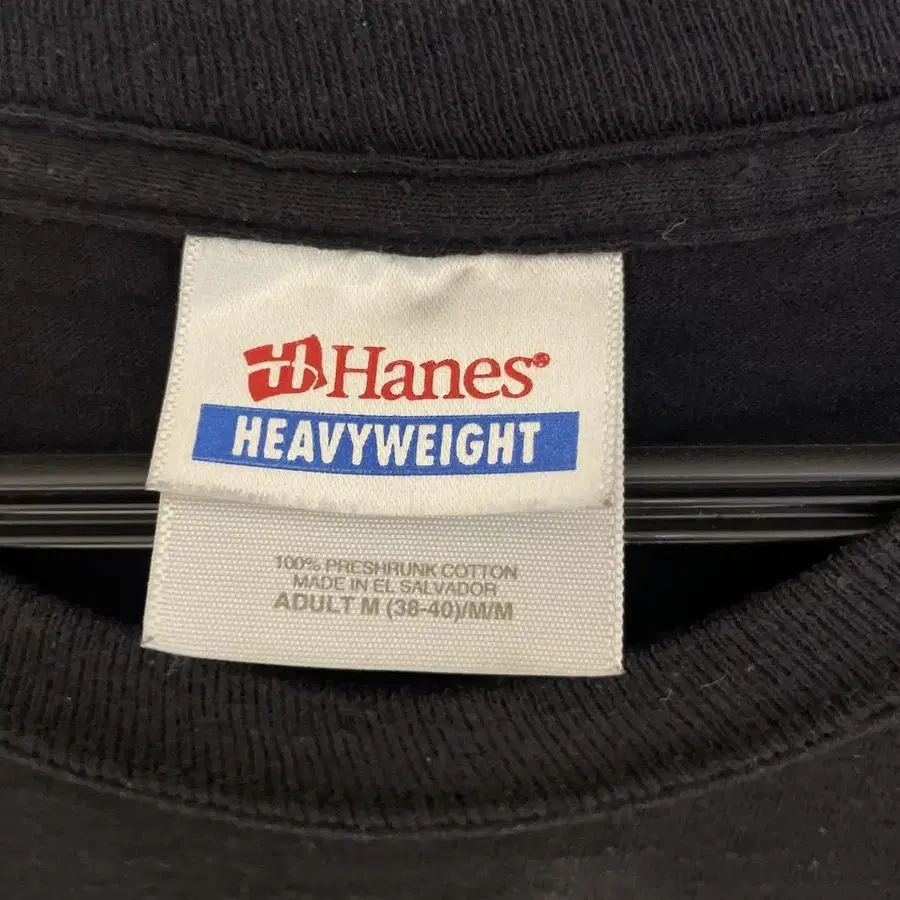 Hanes®
HEAVYWEIGHT
100% PRESHRUNK COTTON
MADE IN EL SALVADOR
ADULT M (38-40)/M/M